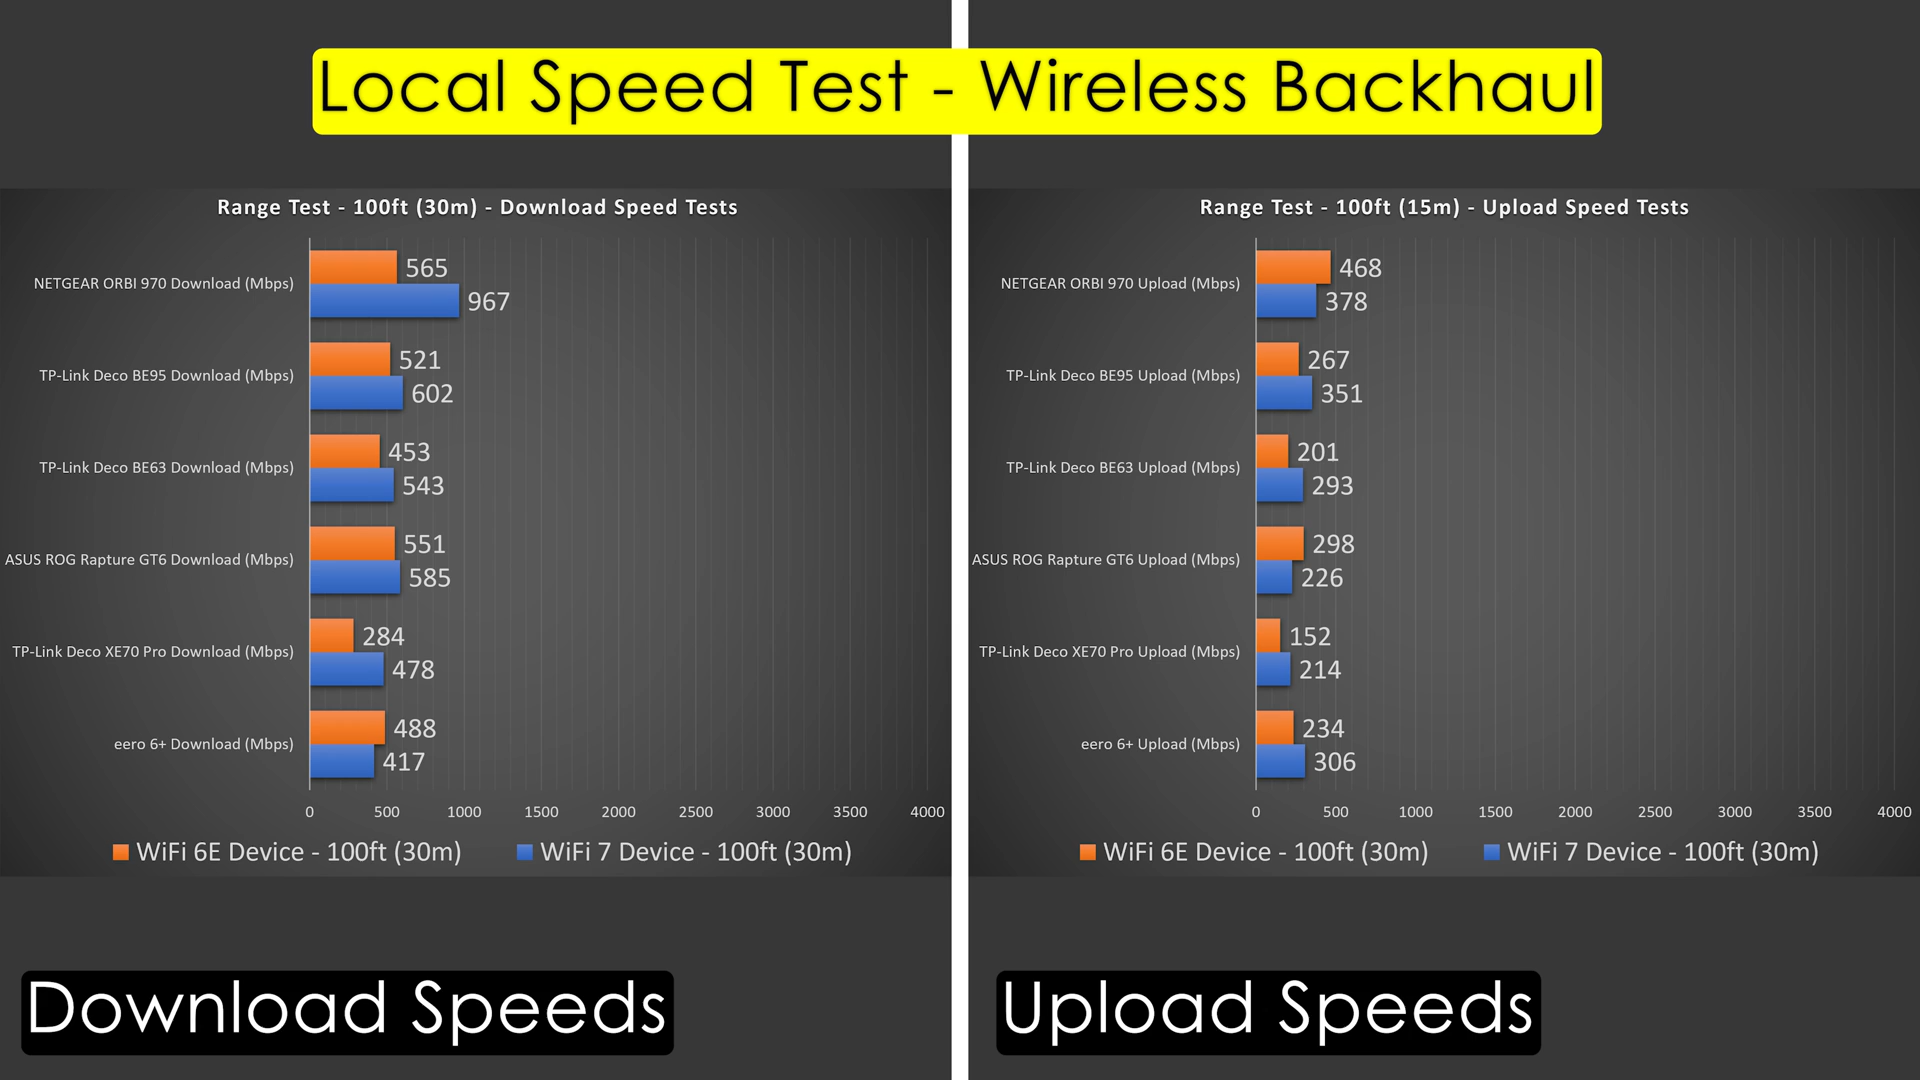 Local Speed Test - Wireless Backhaul
Range Test - 100ft (30m) - Download Speed Tests
NETGEAR ORBI 970 Download (Mbps)
565
967
TP-Link Deco BE95 Download (Mbps)
521
602
TP-Link Deco BE63 Download (Mbps)
453
543
ASUS ROG Rapture GT6 Download (Mbps)
551
585
TP-Link Deco XE70 Pro Download (Mbps)
284
478
eero 6+ Download (Mbps)
488
417
0 500 1000 1500 2000 2500 3000 3500 4000
WiFi 6E Device - 100ft (30m) WiFi 7 Device - 100ft (30m)
Download Speeds
Range Test - 100ft (15m) - Upload Speed Tests
NETGEAR ORBI 970 Upload (Mbps)
468
378
TP-Link Deco BE95 Upload (Mbps)
267
351
TP-Link Deco BE63 Upload (Mbps)
201
293
ASUS ROG Rapture GT6 Upload (Mbps)
298
226
TP-Link Deco XE70 Pro Upload (Mbps)
152
214
eero 6+ Upload (Mbps)
234
306
0 500 1000 1500 2000 2500 3000 3500 4000
WiFi 6E Device - 100ft (30m) WiFi 7 Device - 100ft (30m)
Upload Speeds